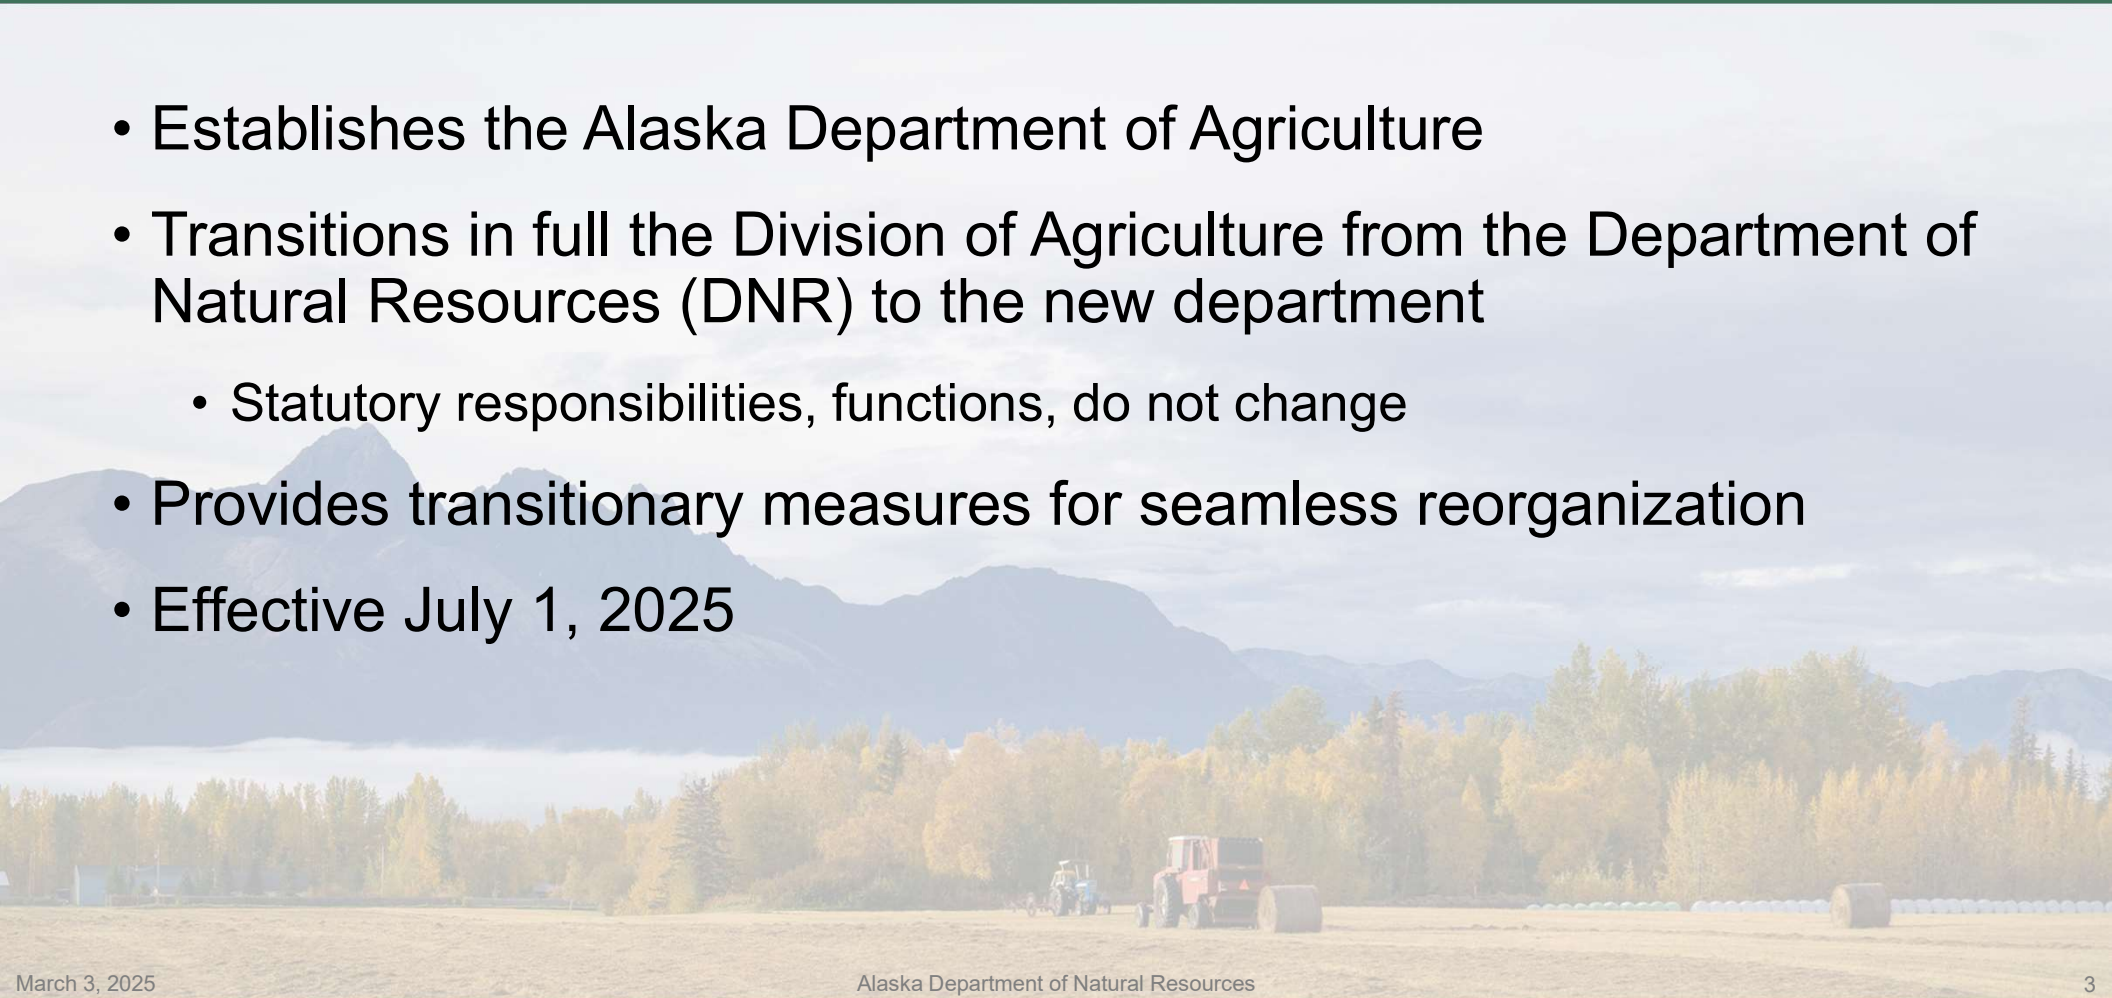 • Establishes the Alaska Department of Agriculture
• Transitions in full the Division of Agriculture from the Department of
Natural Resources (DNR) to the new department
• Statutory responsibilities, functions, do not change
• Provides transitionary measures for seamless reorganization
• Effective July 1, 2025
March 3, 2025
Alaska Department of Natural Resources
3